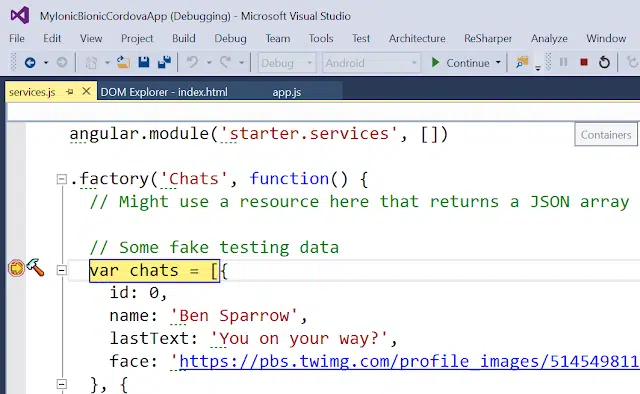 MyIonicBionicCordovaApp (Debugging) - Microsoft Visual Studio
File Edit View Project Build Debug Team Data Tools Test Architecture ReSharper Analyze Window
Debug Android Continue
services.js DOM Explorer - index.html app.js
angular.module('starter.services', [])
Containers
.factory('Chats', function() {
// Might use a resource here that returns a JSON array
// Some fake testing data
var chats = [{
id: 0,
name: 'Ben Sparrow',
lastText: 'You on your way?',
face: 'https://pbs.twimg.com/profile_images/514549811
}, {